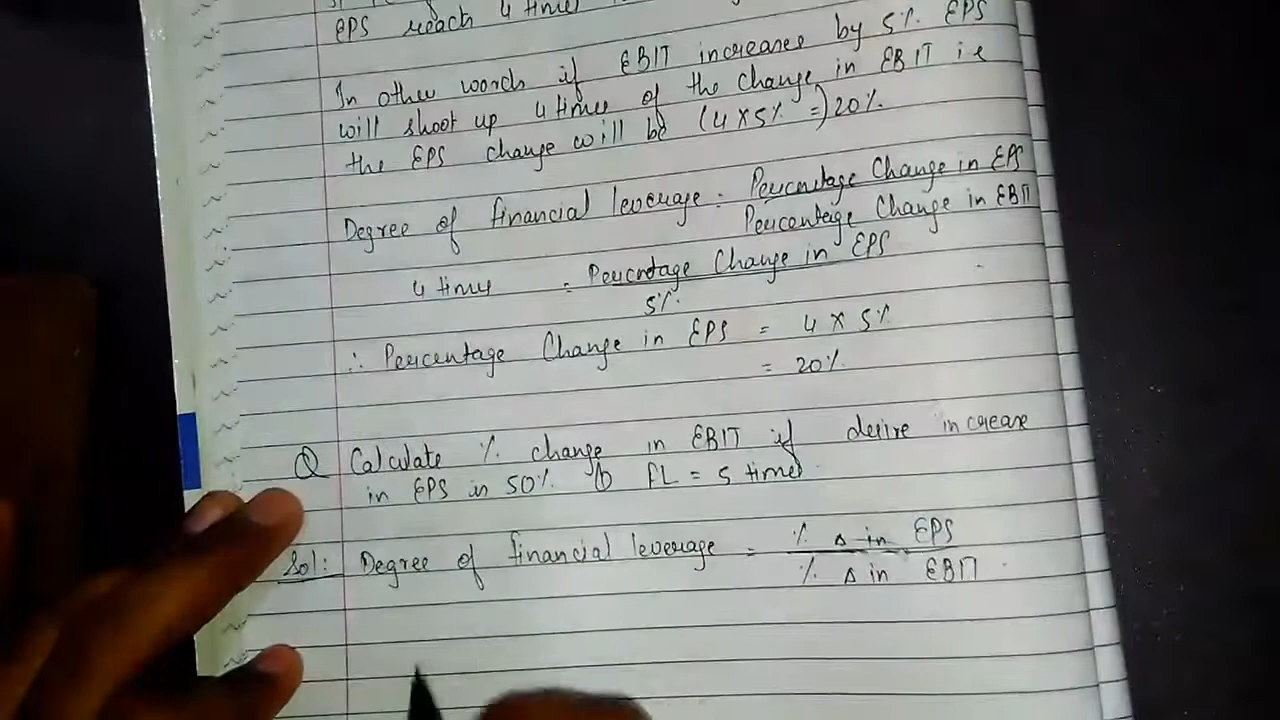 EPS reach 4 times
In other words if EBIT increases by 5% EPS
will shoot up 4 times of the change in EBIT i.e
the EPS change will be (4 x 5% =) 20%.
Degree of financial leverage = Percentage Change in EPS
Percentage Change in EBIT
4 times = Percentage Change in EPS
5%
∴ Percentage Change in EPS = 4 x 5%
= 20%
Q Calculate % change in EBIT if desire increase
in EPS is 50% & FL = 5 times.
Sol: Degree of financial leverage = % Δ in EPS
% Δ in EBIT